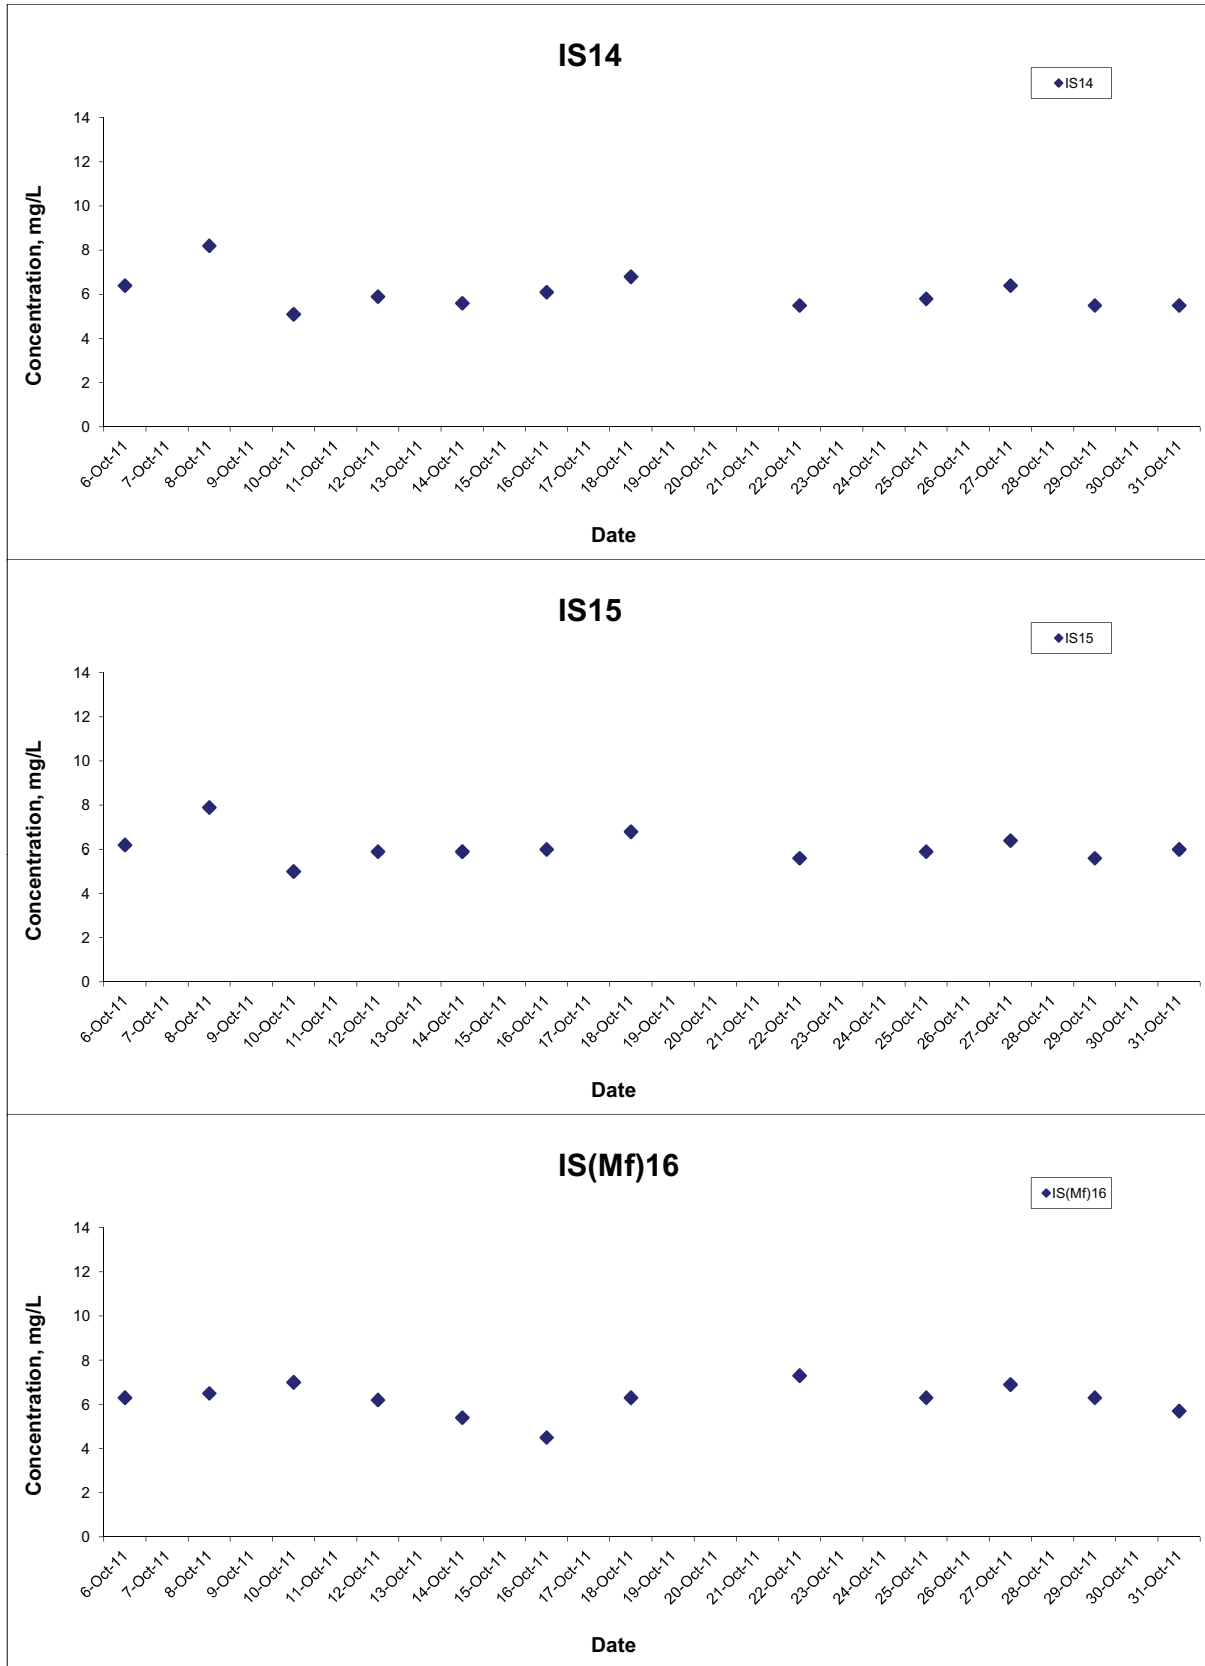 IS14
IS14
Concentration, mg/L
14
12
10
8
6
4
2
0
6-Oct-11
7-Oct-11
8-Oct-11
9-Oct-11
10-Oct-11
11-Oct-11
12-Oct-11
13-Oct-11
14-Oct-11
15-Oct-11
16-Oct-11
17-Oct-11
18-Oct-11
19-Oct-11
20-Oct-11
21-Oct-11
22-Oct-11
23-Oct-11
24-Oct-11
25-Oct-11
26-Oct-11
27-Oct-11
28-Oct-11
29-Oct-11
30-Oct-11
31-Oct-11
Date
IS15
IS15
Concentration, mg/L
14
12
10
8
6
4
2
0
6-Oct-11
7-Oct-11
8-Oct-11
9-Oct-11
10-Oct-11
11-Oct-11
12-Oct-11
13-Oct-11
14-Oct-11
15-Oct-11
16-Oct-11
17-Oct-11
18-Oct-11
19-Oct-11
20-Oct-11
21-Oct-11
22-Oct-11
23-Oct-11
24-Oct-11
25-Oct-11
26-Oct-11
27-Oct-11
28-Oct-11
29-Oct-11
30-Oct-11
31-Oct-11
Date
IS(Mf)16
IS(Mf)16
Concentration, mg/L
14
12
10
8
6
4
2
0
6-Oct-11
7-Oct-11
8-Oct-11
9-Oct-11
10-Oct-11
11-Oct-11
12-Oct-11
13-Oct-11
14-Oct-11
15-Oct-11
16-Oct-11
17-Oct-11
18-Oct-11
19-Oct-11
20-Oct-11
21-Oct-11
22-Oct-11
23-Oct-11
24-Oct-11
25-Oct-11
26-Oct-11
27-Oct-11
28-Oct-11
29-Oct-11
30-Oct-11
31-Oct-11
Date